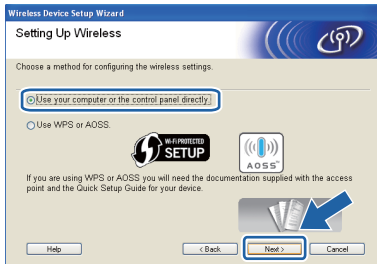 Wireless Device Setup Wizard
Setting Up Wireless
Choose a method for configuring the wireless settings.
Use your computer or the control panel directly.
Use WPS or AOSS.
WI-FI PROTECTED
SETUP
AOSS™
If you are using WPS or AOSS you will need the documentation supplied with the access
point and the Quick Setup Guide for your device.
Help
< Back
Next >
Cancel